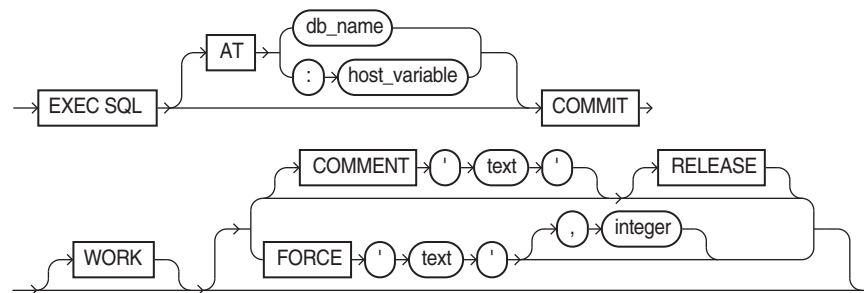 db_name
AT
: host_variable
EXEC SQL COMMIT
COMMENT ' text ' RELEASE
, integer
WORK FORCE ' text '